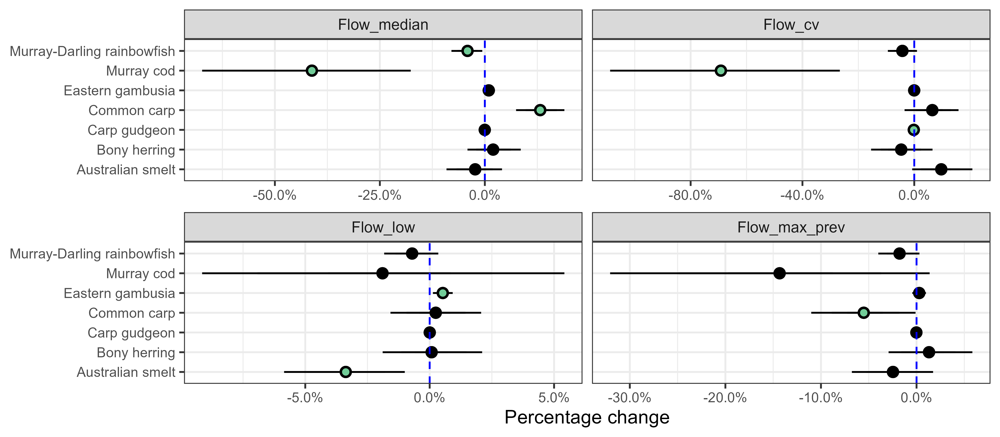 Flow_median
Flow_cv
Murray-Darling rainbowfish
Murray cod
Eastern gambusia
Common carp
Carp gudgeon
Bony herring
Australian smelt
-50.0% -25.0% 0.0%
-80.0% -40.0% 0.0%
Flow_low
Flow_max_prev
Murray-Darling rainbowfish
Murray cod
Eastern gambusia
Common carp
Carp gudgeon
Bony herring
Australian smelt
-5.0% 0.0% 5.0%
-30.0% -20.0% -10.0% 0.0%
Percentage change